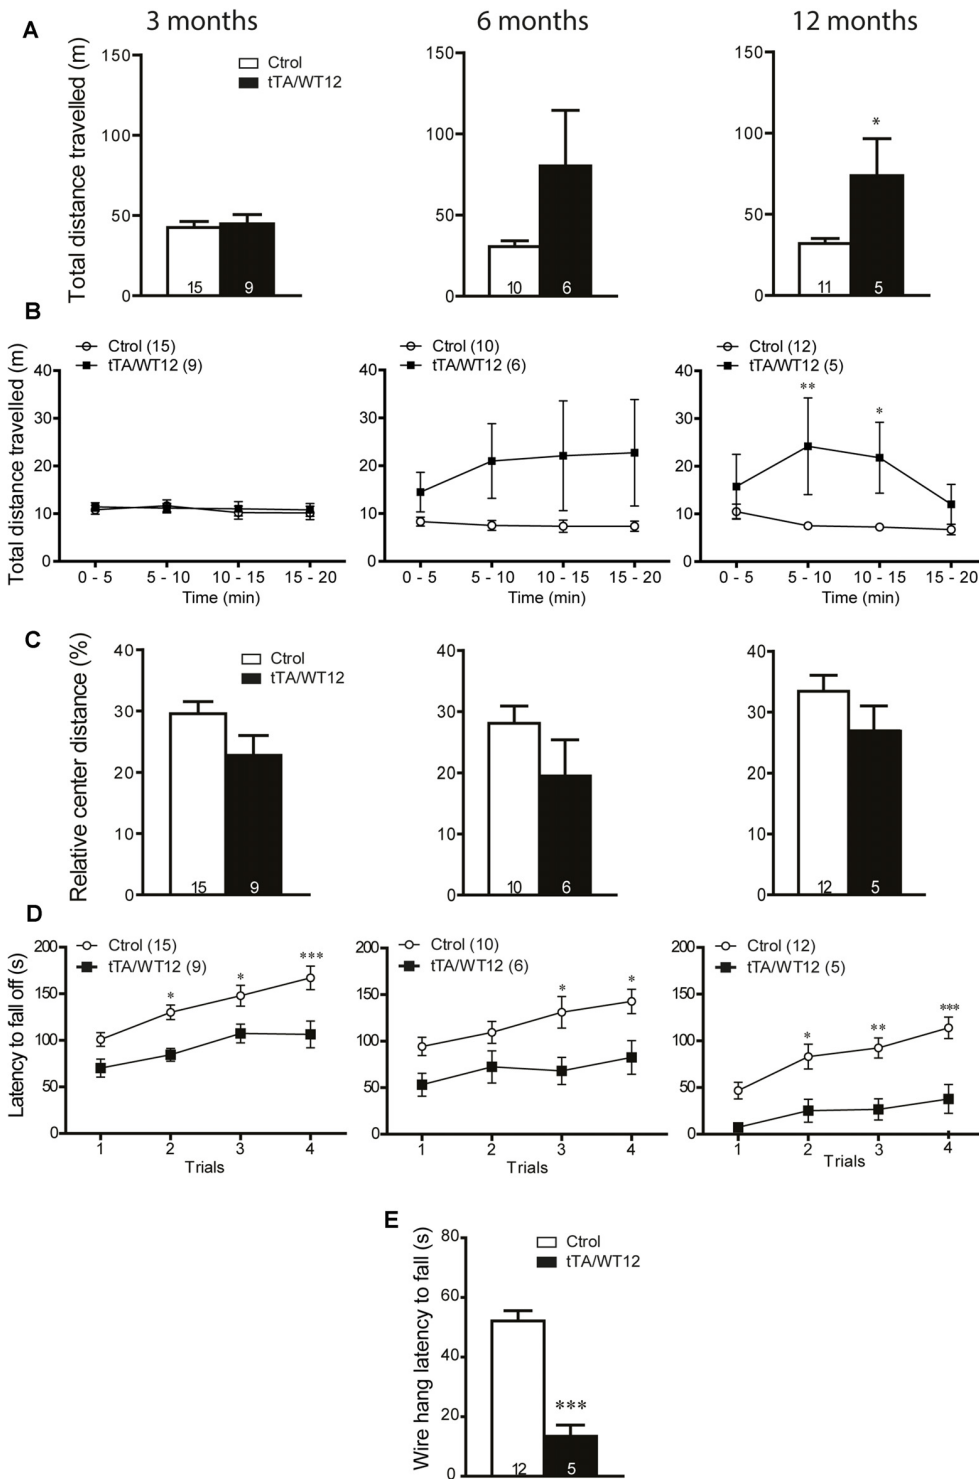 3 months 6 months 12 months
A
Total distance travelled (m)
150 100 50 0
Ctrol
tTA/WT12
15 9
150 100 50 0
10 6
150 100 50 0
*
11 5
B
Total distance travelled (m)
Ctrol (15)
tTA/WT12 (9)
40 30 20 10 0
0 - 5 5 - 10 10 - 15 15 - 20
Time (min)
Ctrol (10)
tTA/WT12 (6)
40 30 20 10 0
0 - 5 5 - 10 10 - 15 15 - 20
Time (min)
Ctrol (12)
tTA/WT12 (5)
40 30 20 10 0
** *
0 - 5 5 - 10 10 - 15 15 - 20
Time (min)
C
Relative center distance (%)
40 30 20 10 0
Ctrol
tTA/WT12
15 9
40 30 20 10 0
10 6
40 30 20 10 0
12 5
D
Latency to fall off (s)
Ctrol (15)
tTA/WT12 (9)
200 150 100 50 0
* * ***
1 2 3 4
Trials
Ctrol (10)
tTA/WT12 (6)
200 150 100 50 0
* *
1 2 3 4
Trials
Ctrol (12)
tTA/WT12 (5)
200 150 100 50 0
* ** ***
1 2 3 4
Trials
E
Wire hang latency to fall (s)
80 60 40 20 0
Ctrol
tTA/WT12
***
12 5